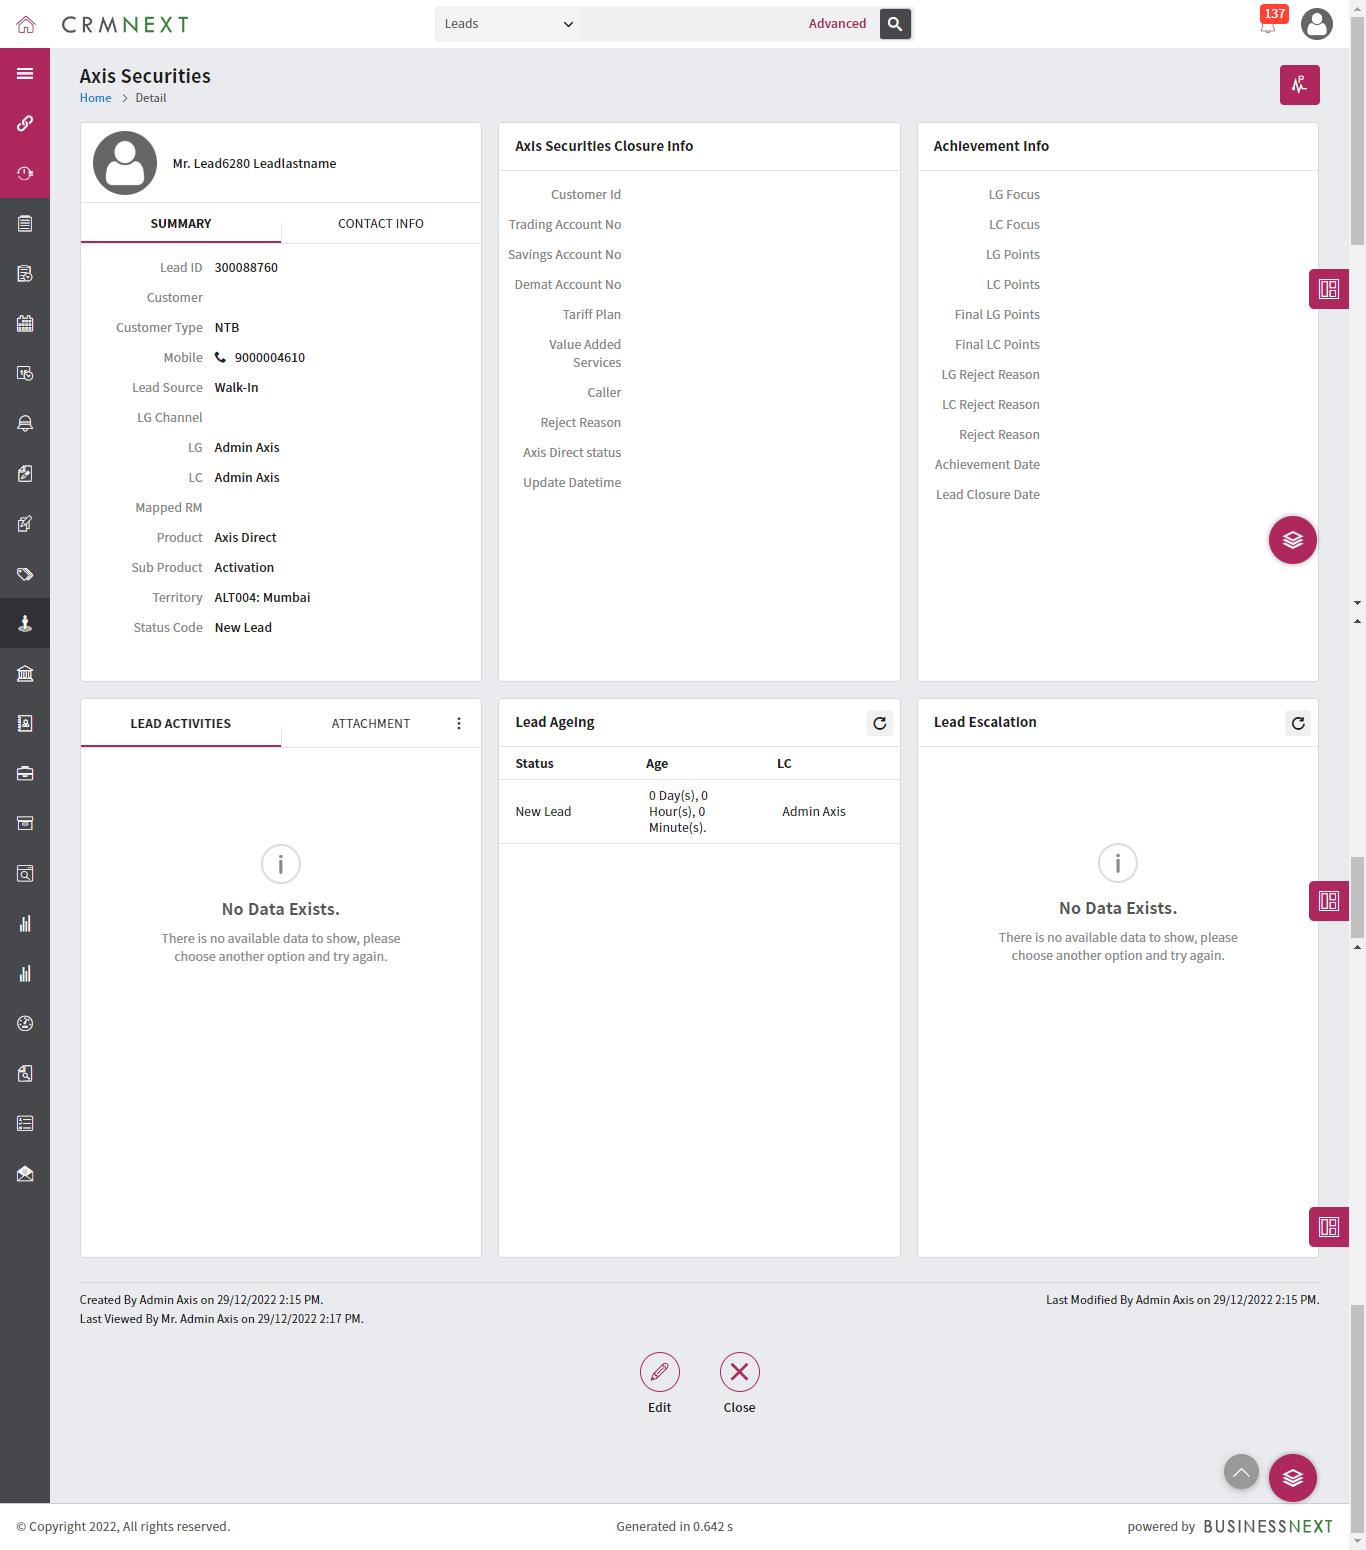 CRMNEXT
Leads
Advanced
137
Axis Securities
Home > Detail
P
Mr. Lead6280 Leadlastname
SUMMARY
CONTACT INFO
Lead ID 300088760
Customer
Customer Type NTB
Mobile 9000004610
Lead Source Walk-In
LG Channel
LG Admin Axis
LC Admin Axis
Mapped RM
Product Axis Direct
Sub Product Activation
Territory ALT004: Mumbai
Status Code New Lead
Axis Securities Closure Info
Customer Id
Trading Account No
Savings Account No
Demat Account No
Tariff Plan
Value Added
Services
Caller
Reject Reason
Axis Direct status
Update Datetime
Achievement Info
LG Focus
LC Focus
LG Points
LC Points
Final LG Points
Final LC Points
LG Reject Reason
LC Reject Reason
Reject Reason
Achievement Date
Lead Closure Date
LEAD ACTIVITIES
ATTACHMENT
No Data Exists.
There is no available data to show, please
choose another option and try again.
Lead Ageing
Status Age LC
New Lead
0 Day(s), 0
Hour(s), 0
Minute(s).
Admin Axis
Lead Escalation
No Data Exists.
There is no available data to show, please
choose another option and try again.
Created By Admin Axis on 29/12/2022 2:15 PM.
Last Modified By Admin Axis on 29/12/2022 2:15 PM.
Last Viewed By Mr. Admin Axis on 29/12/2022 2:17 PM.
Edit
Close
© Copyright 2022, All rights reserved.
Generated in 0.642 s
powered by BUSINESSNEXT